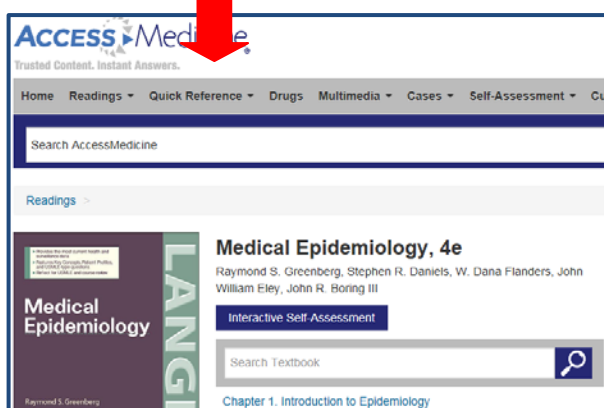 ACCESS Medicine
Trusted Content. Instant Answers.
Home Readings Quick Reference Drugs Multimedia Cases Self-Assessment Cu
Search AccessMedicine
Readings >
LANGE
Medical
Epidemiology
Raymond S. Greenberg
Medical Epidemiology, 4e
Raymond S. Greenberg, Stephen R. Daniels, W. Dana Flanders, John
William Eley, John R. Boring III
Interactive Self-Assessment
Search Textbook
Chapter 1. Introduction to Epidemiology